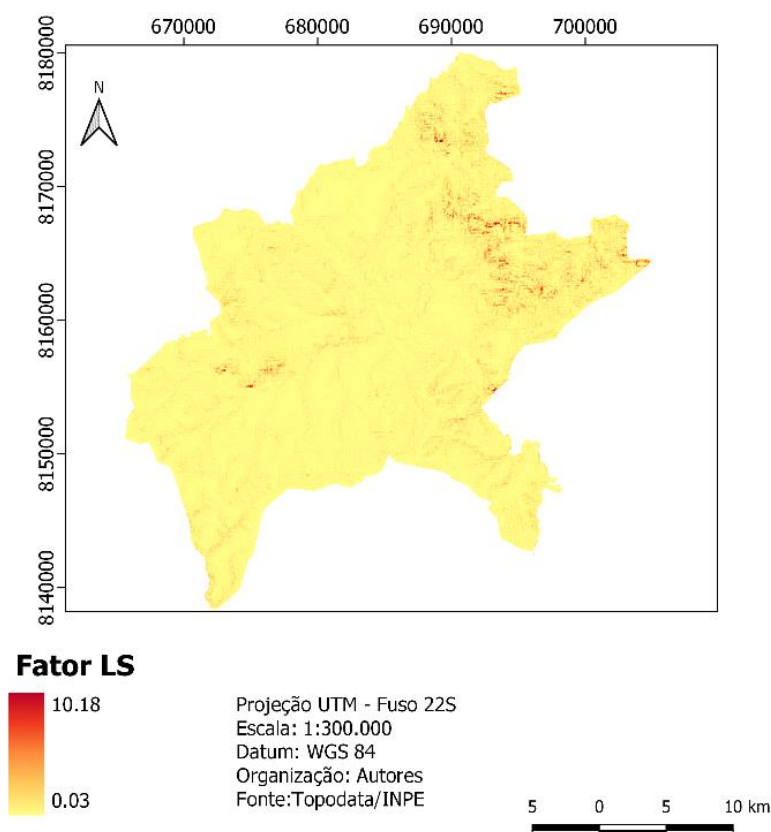 670000 680000 690000 700000
8180000
N
8170000
8160000
8150000
8140000
Fator LS
10.18
0.03
Projeção UTM - Fuso 22S
Escala: 1:300.000
Datum: WGS 84
Organização: Autores
Fonte:Topodata/INPE
5 0 5 10 km